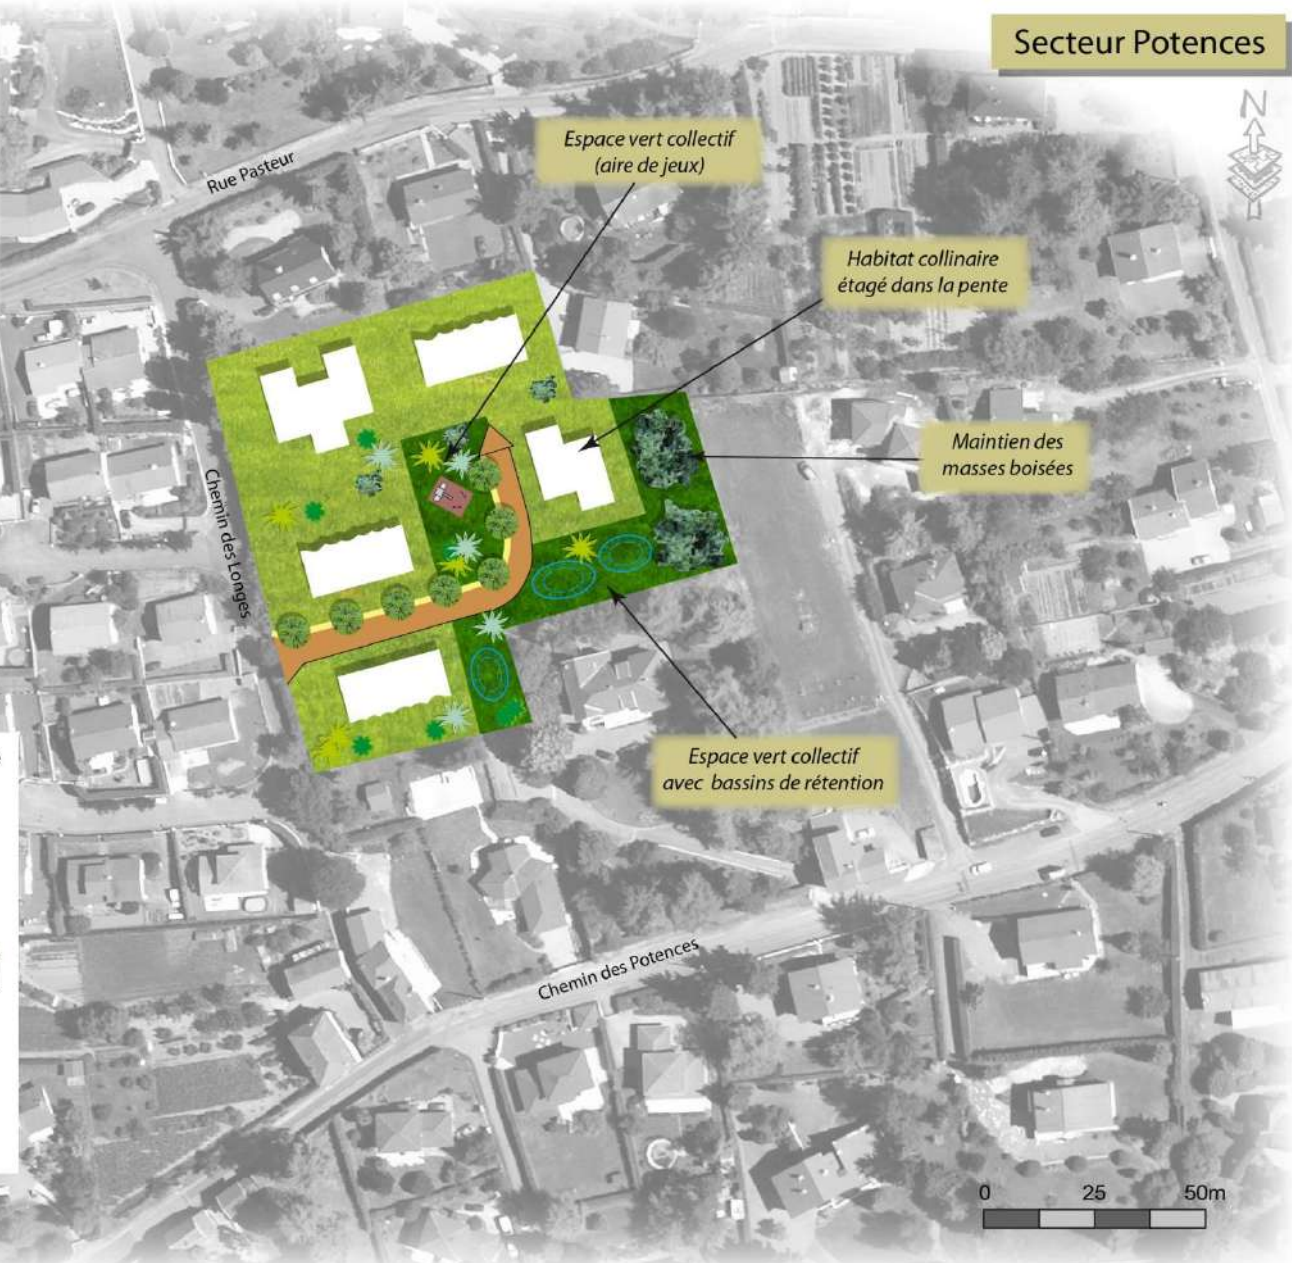 Secteur Potences
N
Espace vert collectif
(aire de jeux)
Rue Pasteur
Habitat collinaire
étagé dans la pente
Maintien des
masses boisées
Chemin des Longes
Espace vert collectif
avec bassins de rétention
Chemin des Potences
0 25 50m